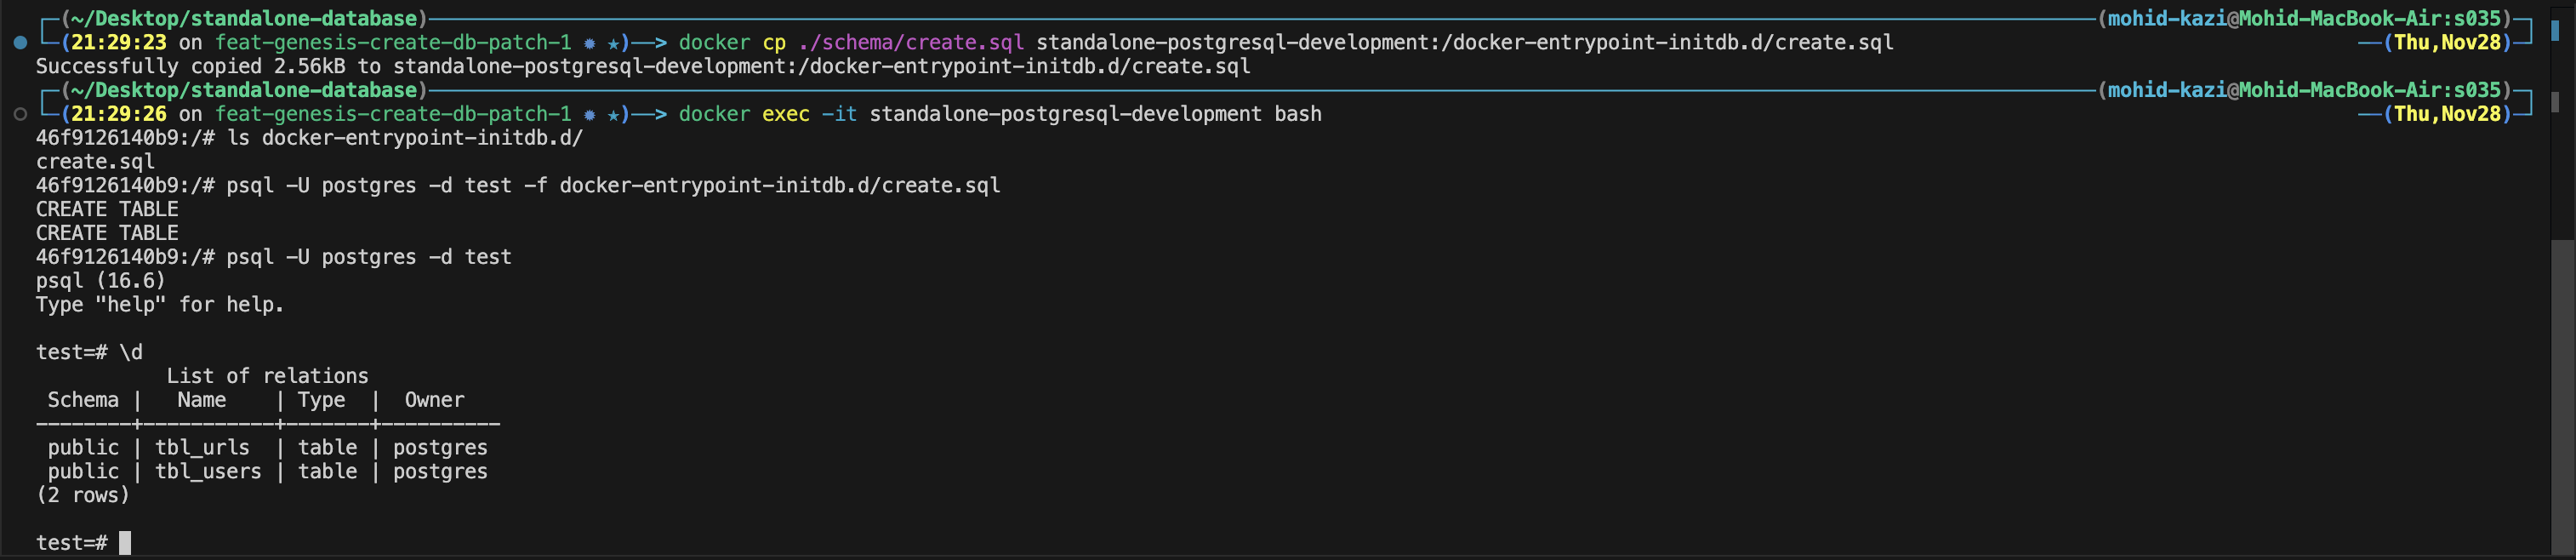 (~/Desktop/standalone-database) (mohid-kazi@Mohid-MacBook-Air:s035)
(21:29:23 on feat-genesis-create-db-patch-1 ✹ ★)——> docker cp ./schema/create.sql standalone-postgresql-development:/docker-entrypoint-initdb.d/create.sql —(Thu,Nov28)
Successfully copied 2.56kB to standalone-postgresql-development:/docker-entrypoint-initdb.d/create.sql
(~/Desktop/standalone-database) (mohid-kazi@Mohid-MacBook-Air:s035)
(21:29:26 on feat-genesis-create-db-patch-1 ✹ ★)——> docker exec -it standalone-postgresql-development bash —(Thu,Nov28)
46f9126140b9:/# ls docker-entrypoint-initdb.d/
create.sql
46f9126140b9:/# psql -U postgres -d test -f docker-entrypoint-initdb.d/create.sql
CREATE TABLE
CREATE TABLE
46f9126140b9:/# psql -U postgres -d test
psql (16.6)
Type "help" for help.
test=# \d
List of relations
Schema | Name | Type | Owner
--------+-----------+-------+----------
public | tbl_urls | table | postgres
public | tbl_users | table | postgres
(2 rows)
test=#